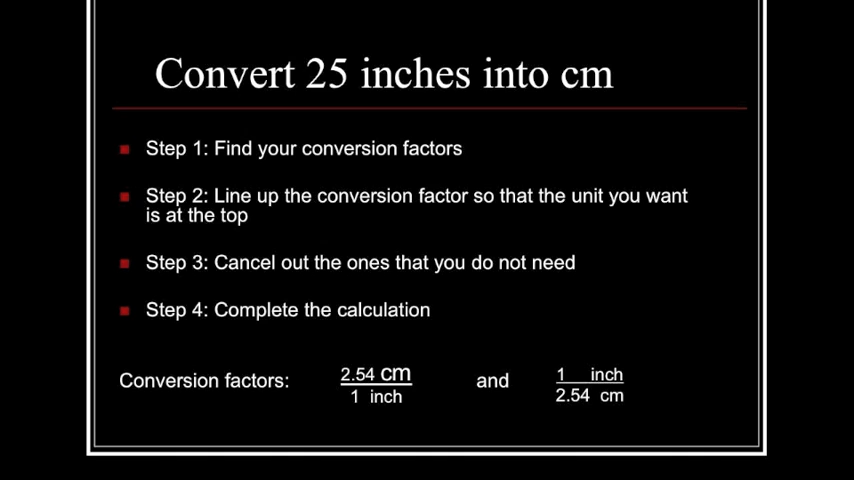 Convert 25 inches into cm
Step 1: Find your conversion factors
Step 2: Line up the conversion factor so that the unit you want
is at the top
Step 3: Cancel out the ones that you do not need
Step 4: Complete the calculation
Conversion factors:
2.54 cm
1 inch
and
1 inch
2.54 cm